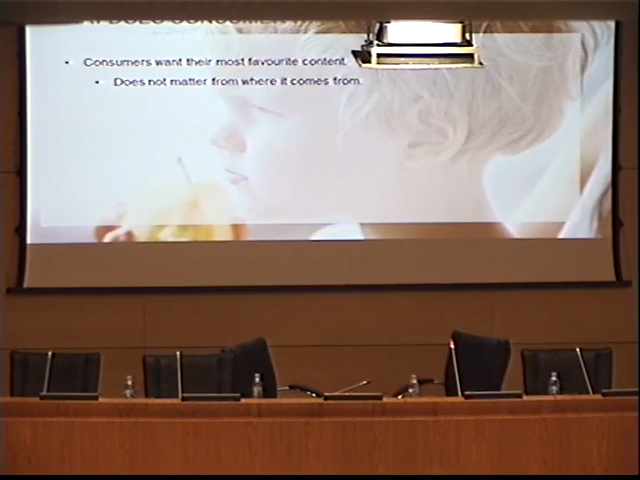 • Consumers want their most favourite content.
• Does not matter from where it comes from.